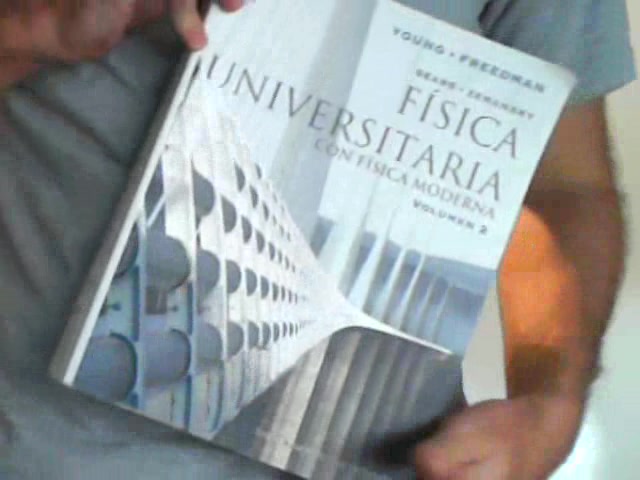 YOUNG • FREEDMAN
SEARS • ZEMANSKY
FÍSICA
UNIVERSITARIA
CON FÍSICA MODERNA
VOLUMEN 2